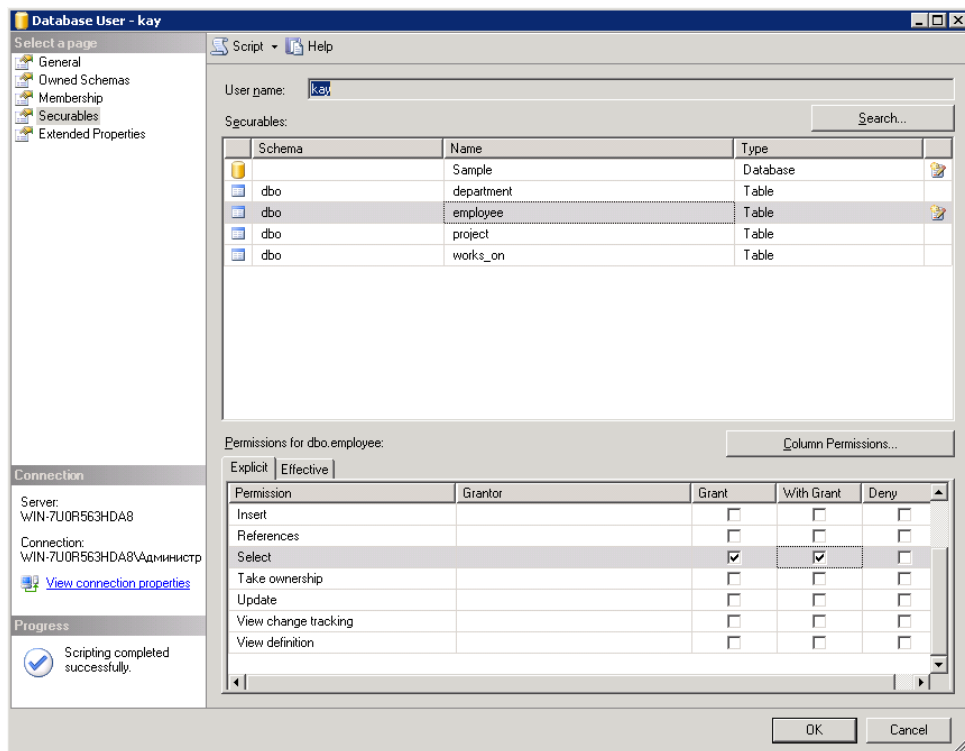 Database User - kay
Select a page
General
Owned Schemas
Membership
Securables
Extended Properties
Script Help
User name: kay
Securables: Search...
Schema Name Type
Sample Database
dbo department Table
dbo employee Table
dbo project Table
dbo works_on Table
Permissions for dbo.employee: Column Permissions...
Explicit Effective
Permission Grantor Grant With Grant Deny
Insert
References
Select
Take ownership
Update
View change tracking
View definition
Connection
Server:
WIN-7U0R563HDA8
Connection:
WIN-7U0R563HDA8\Администр
View connection properties
Progress
Scripting completed
successfully.
OK Cancel